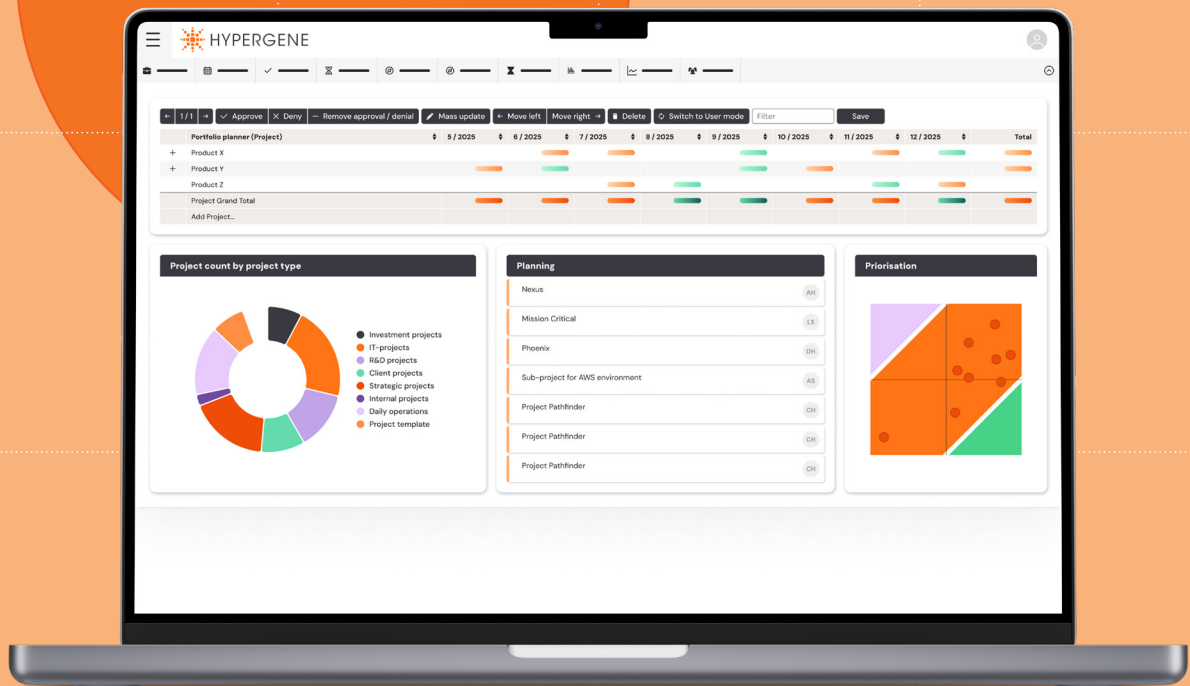 HYPERGENE
← 1/1 → ✓ Approve × Deny — Remove approval / denial Mass update ← Move left Move right → Delete Switch to User mode Filter Save
Portfolio planner (Project) 5 / 2025 6 / 2025 7 / 2025 8 / 2025 9 / 2025 10 / 2025 11 / 2025 12 / 2025 Total
+ Product X
+ Product Y
Product Z
Project Grand Total
Add Project...
Project count by project type
Investment projects
IT-projects
R&D projects
Client projects
Strategic projects
Internal projects
Daily operations
Project template
Planning
Nexus AH
Mission Critical LS
Phoenix DH
Sub-project for AWS environment AS
Project Pathfinder CH
Project Pathfinder CH
Project Pathfinder CH
Priorisation